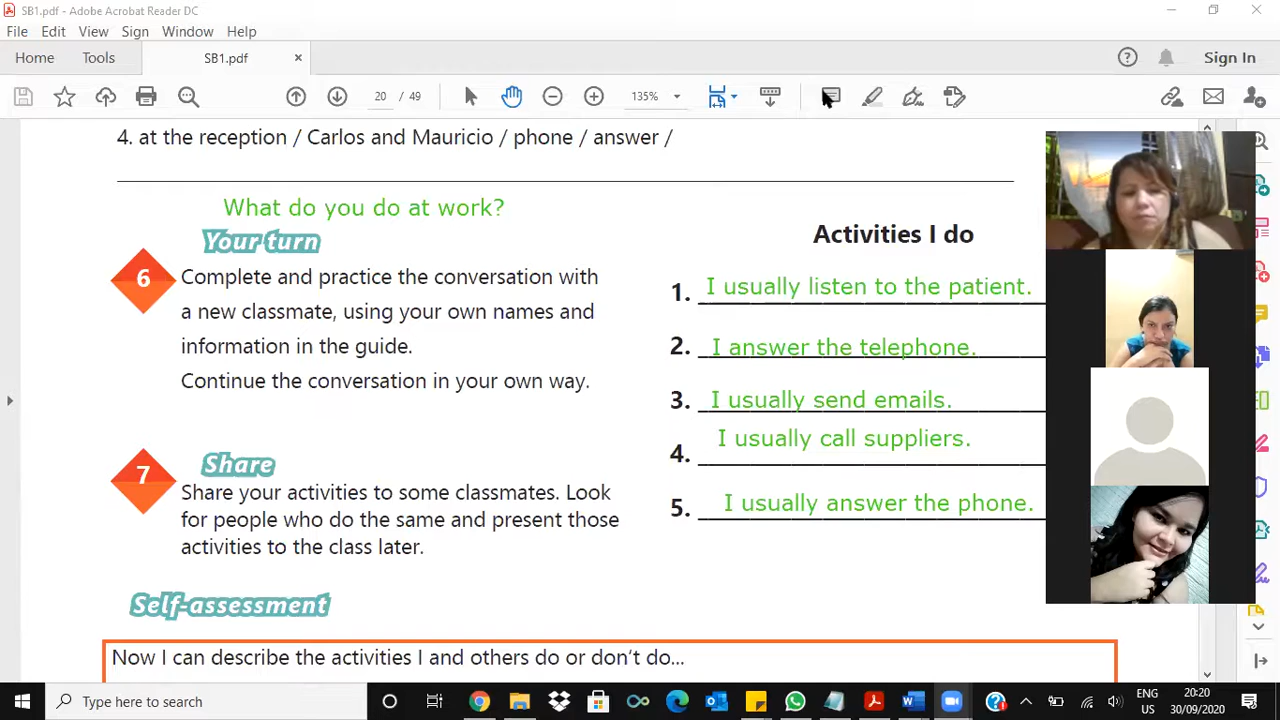 SB1.pdf - Adobe Acrobat Reader DC
File Edit View Sign Window Help
Home Tools SB1.pdf × Sign In
20 / 49 135%
4. at the reception / Carlos and Mauricio / phone / answer /
What do you do at work?
Your turn
6
Complete and practice the conversation with
a new classmate, using your own names and
information in the guide.
Continue the conversation in your own way.
Activities I do
1. I usually listen to the patient.
2. I answer the telephone.
3. I usually send emails.
4. I usually call suppliers.
5. I usually answer the phone.
7
Share
Share your activities to some classmates. Look
for people who do the same and present those
activities to the class later.
Self-assessment
Now I can describe the activities I and others do or don't do...
Type here to search
ENG
US
20:20
30/09/2020